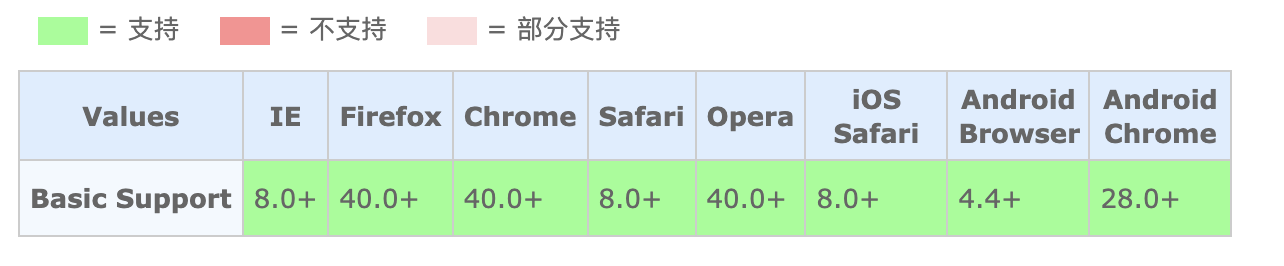 = 支持 = 不支持 = 部分支持
Values IE Firefox Chrome Safari Opera iOS Safari Android Browser Android Chrome
Basic Support 8.0+ 40.0+ 40.0+ 8.0+ 40.0+ 8.0+ 4.4+ 28.0+